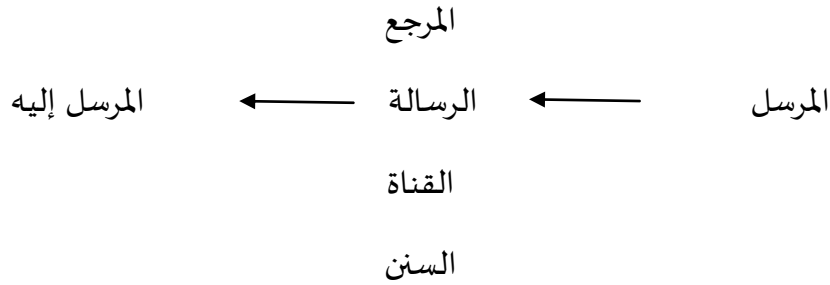 المرجع
المرسل الرسالة المرسل إليه
القناة
السنن